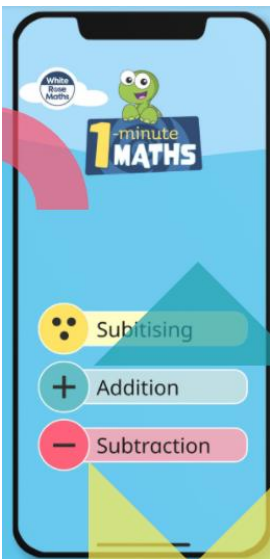 White
Rose
Maths
1-minute
MATHS
Subitising
+ Addition
− Subtraction